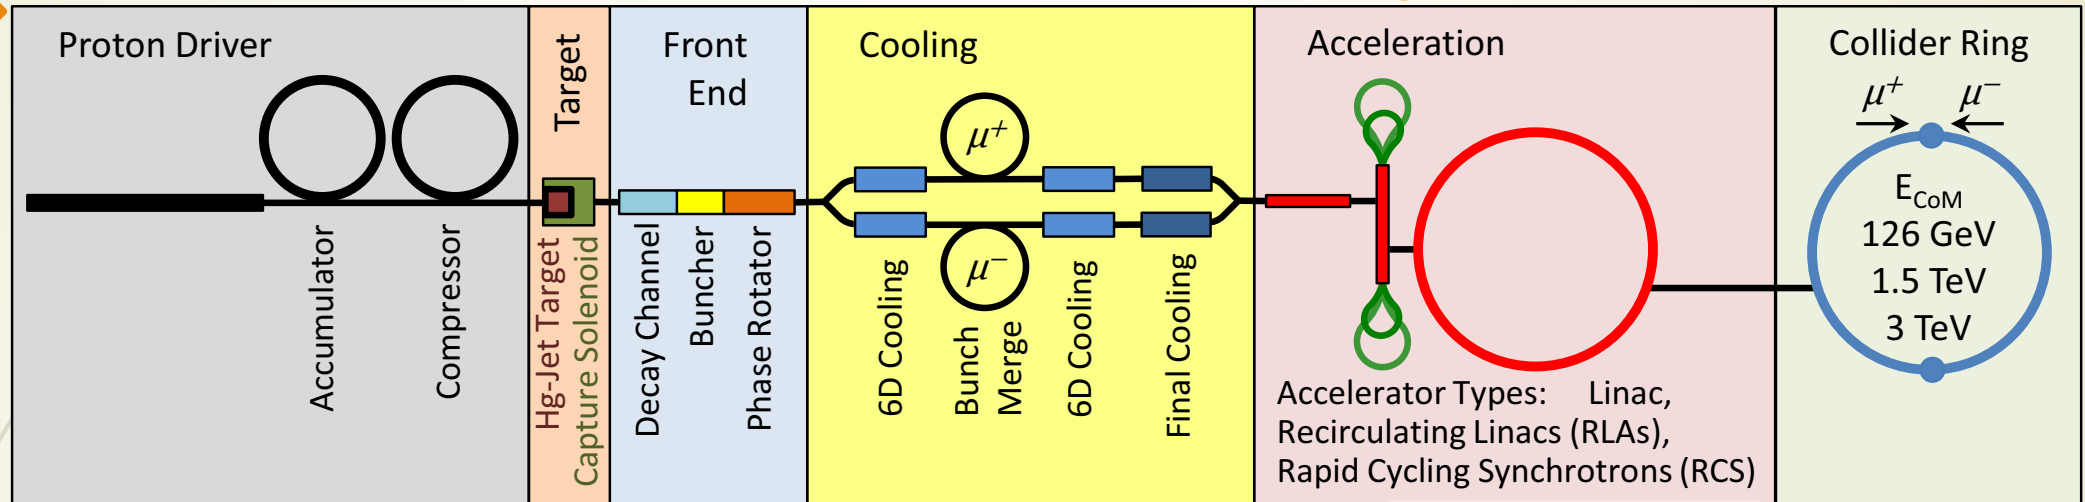 Proton Driver
Accumulator
Compressor
Target
Hg-Jet Target
Capture Solenoid
Front
End
Decay Channel
Buncher
Phase Rotator
Cooling
μ+
μ−
6D Cooling
Bunch
Merge
6D Cooling
Final Cooling
Acceleration
Accelerator Types: Linac,
Recirculating Linacs (RLAs),
Rapid Cycling Synchrotrons (RCS)
Collider Ring
μ+ μ−
ECoM
126 GeV
1.5 TeV
3 TeV